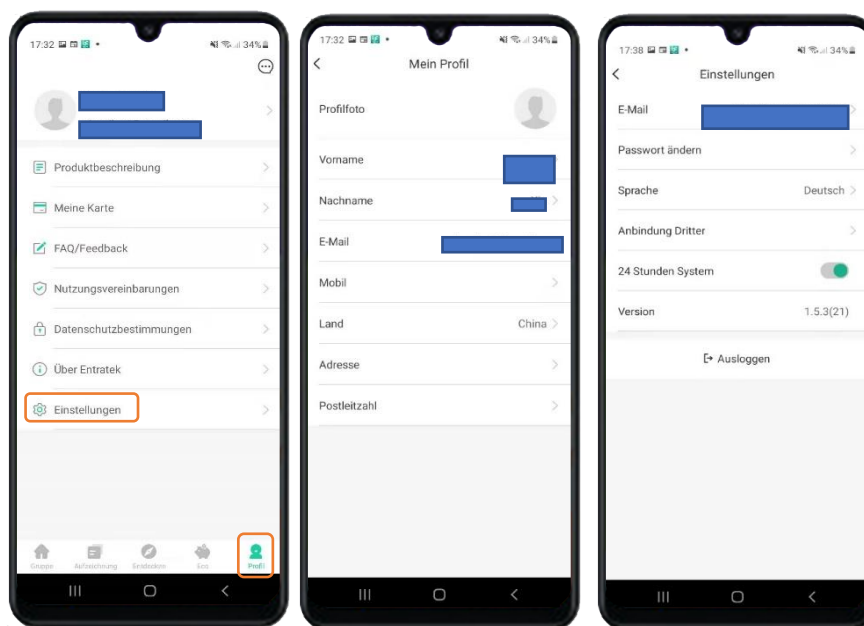 17:32
34%
Produktbeschreibung
Meine Karte
FAQ/Feedback
Nutzungsvereinbarungen
Datenschutzbestimmungen
Über Entratek
Einstellungen
Gruppe Aufzeichnung Entdecken Eco Profil
17:32
34%
Mein Profil
Profilfoto
Vorname
Nachname
E-Mail
Mobil
Land China
Adresse
Postleitzahl
17:38
34%
Einstellungen
E-Mail
Passwort ändern
Sprache Deutsch
Anbindung Dritter
24 Stunden System
Version 1.5.3(21)
Ausloggen